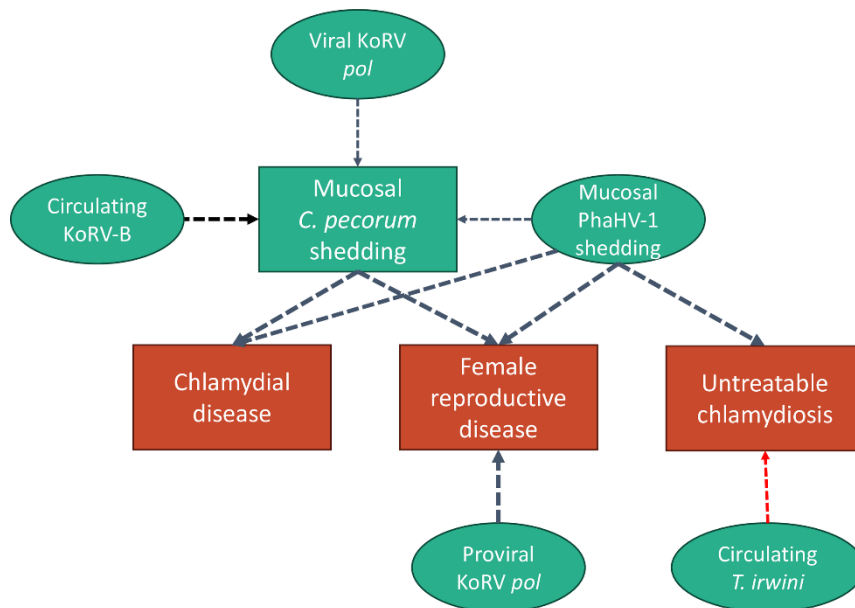 Viral KoRV
pol
Circulating
KoRV-B
Mucosal
C. pecorum
shedding
Mucosal
PhaHV-1
shedding
Chlamydial
disease
Female
reproductive
disease
Untreatable
chlamydiosis
Proviral
KoRV pol
Circulating
T. irwini